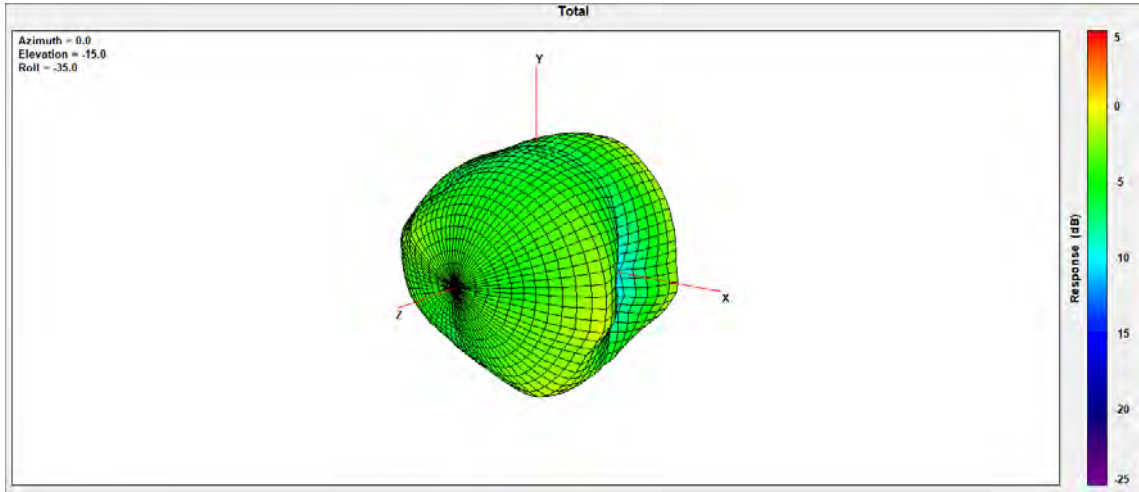 Total
Azimuth = 0.0
Elevation = -15.0
Roll = -35.0
Y
X
Z
5
0
5
10
-15
-20
-25
Response (dB)